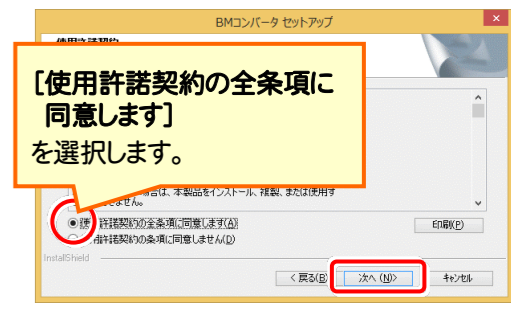 BMコンバータ セットアップ
使用許諾契約
[使用許諾契約の全条項に
同意します]
を選択します。
合は、本製品をインストール、複製、または使用す
きません。
使用許諾契約の全条項に同意します(A)
用許諾契約の条項に同意しません(D)
印刷(P)
InstallShield
< 戻る(B)
次へ (N)>
キャンセル